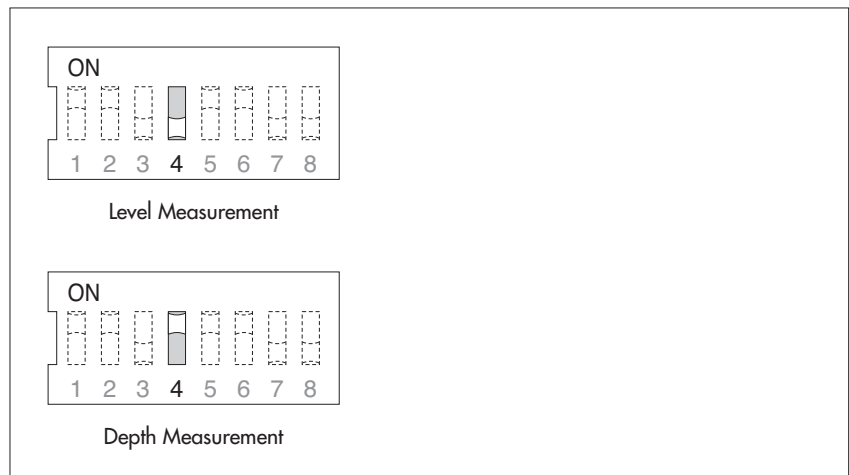 ON
1 2 3 4 5 6 7 8
Level Measurement
ON
1 2 3 4 5 6 7 8
Depth Measurement